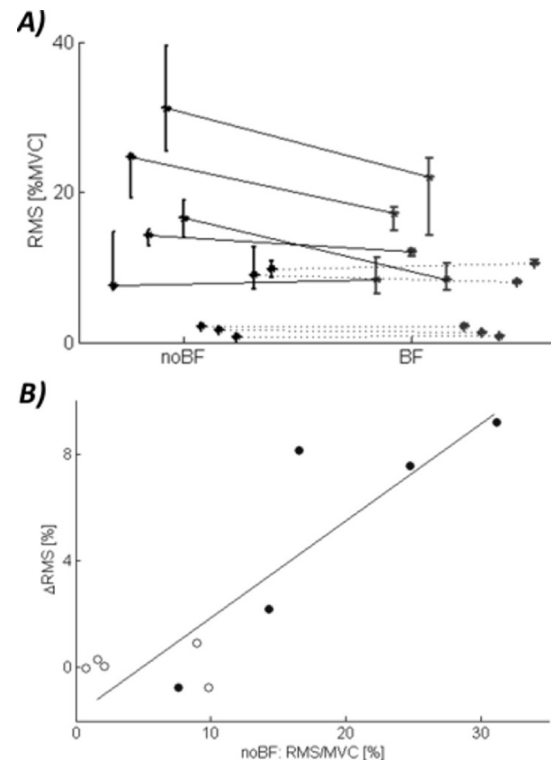 A)
40
20
0
RMS [%MVC]
noBF
BF
B)
8
4
0
ΔRMS [%]
0
10
20
30
noBF: RMS/MVC [%]